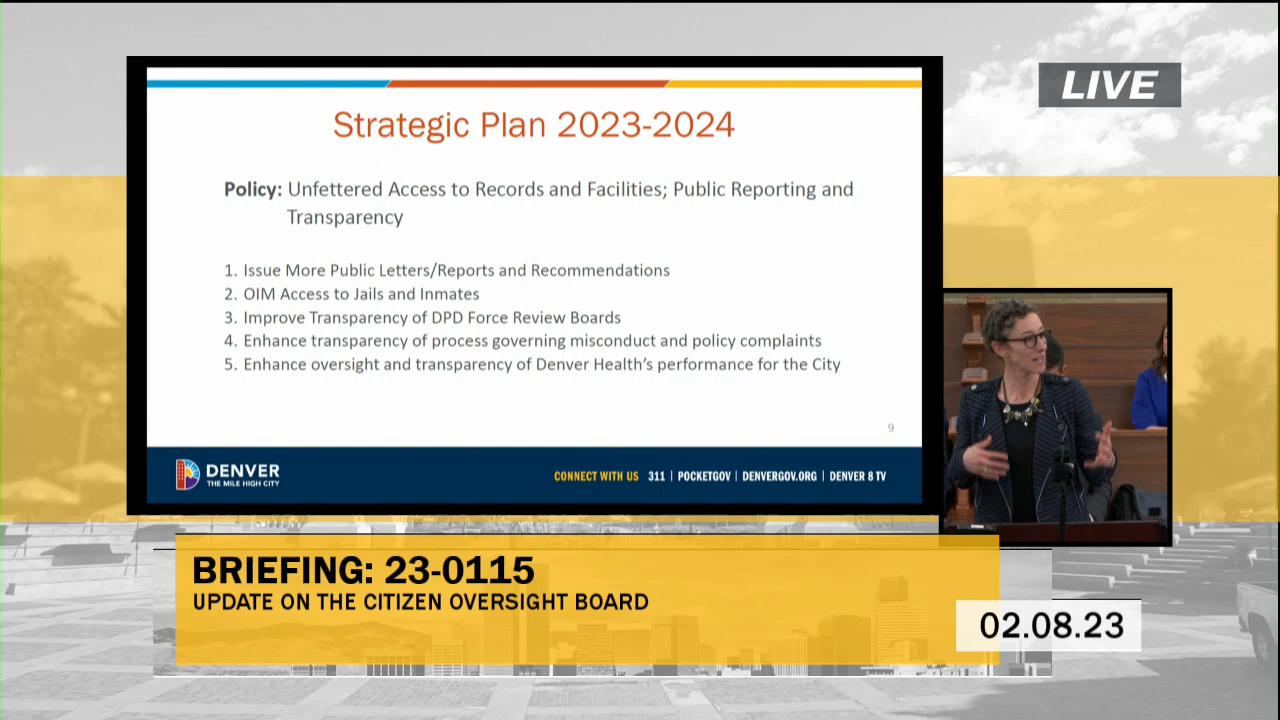 LIVE
Strategic Plan 2023-2024
Policy: Unfettered Access to Records and Facilities; Public Reporting and
Transparency
1. Issue More Public Letters/Reports and Recommendations
2. OIM Access to Jails and Inmates
3. Improve Transparency of DPD Force Review Boards
4. Enhance transparency of process governing misconduct and policy complaints
5. Enhance oversight and transparency of Denver Health's performance for the City
9
DENVER
THE MILE HIGH CITY
CONNECT WITH US 311 | POCKETGOV | DENVERGOV.ORG | DENVER 8 TV
BRIEFING: 23-0115
UPDATE ON THE CITIZEN OVERSIGHT BOARD
02.08.23